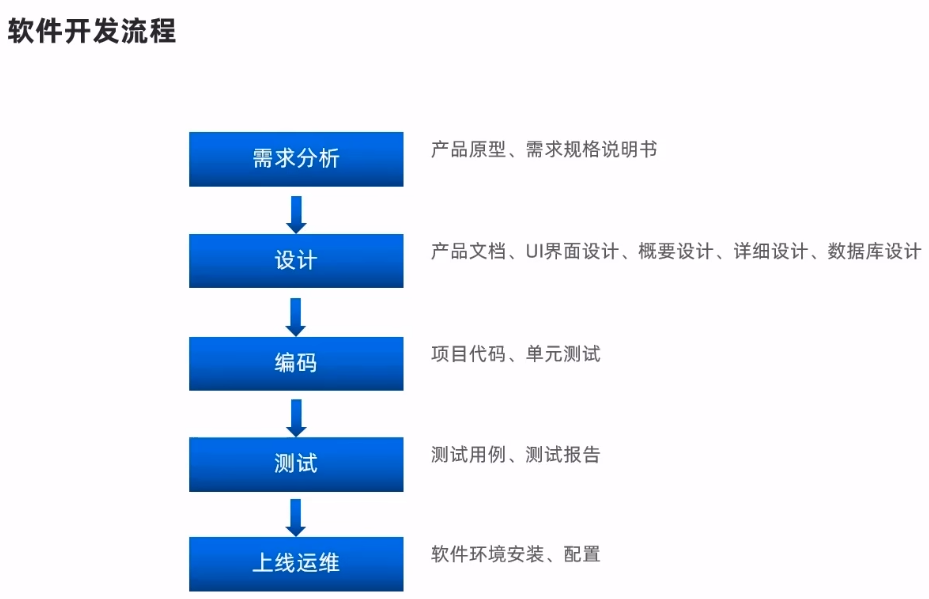 软件开发流程
需求分析
产品原型、需求规格说明书
设计
产品文档、UI界面设计、概要设计、详细设计、数据库设计
编码
项目代码、单元测试
测试
测试用例、测试报告
上线运维
软件环境安装、配置